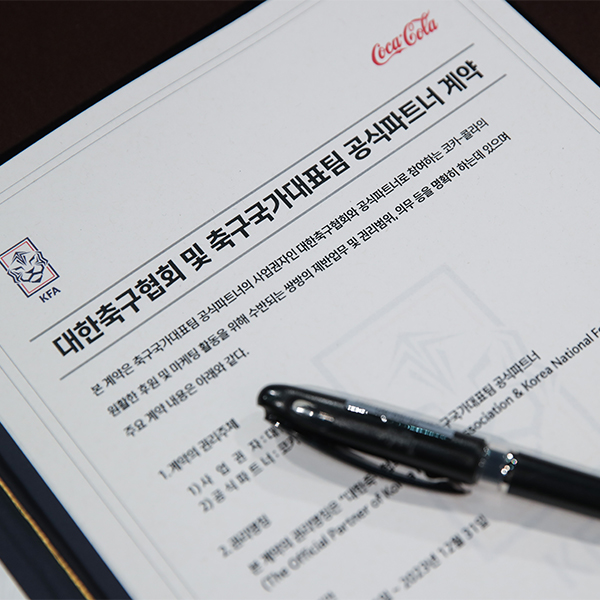 Coca-Cola
KFA
대한축구협회 및 축구국가대표팀 공식파트너 계약
본 계약은 축구국가대표팀 공식파트너의 사업권자인 대한축구협회와 공식파트너로 참여하는 코카-콜라의
원활한 후원 및 마케팅 활동을 위해 수반되는 쌍방의 제반업무 및 권리범위, 의무 등을 명확히 하는데 있으며
주요 계약 내용은 아래와 같다.
1.계약의 권리주체
1) 사 업 권 자 : 대
2) 공식파트너 : 코카
2.권리명칭
본 계약의 권리명칭은 "대한축 국가대표팀 공식파트너
(The Official Partner of Kor ssociation & Korea National Fo
~ 2023년 12월 31일